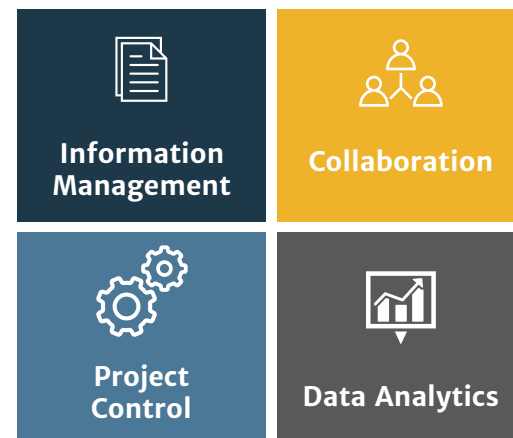 Information
Management
Collaboration
Project
Control
Data Analytics